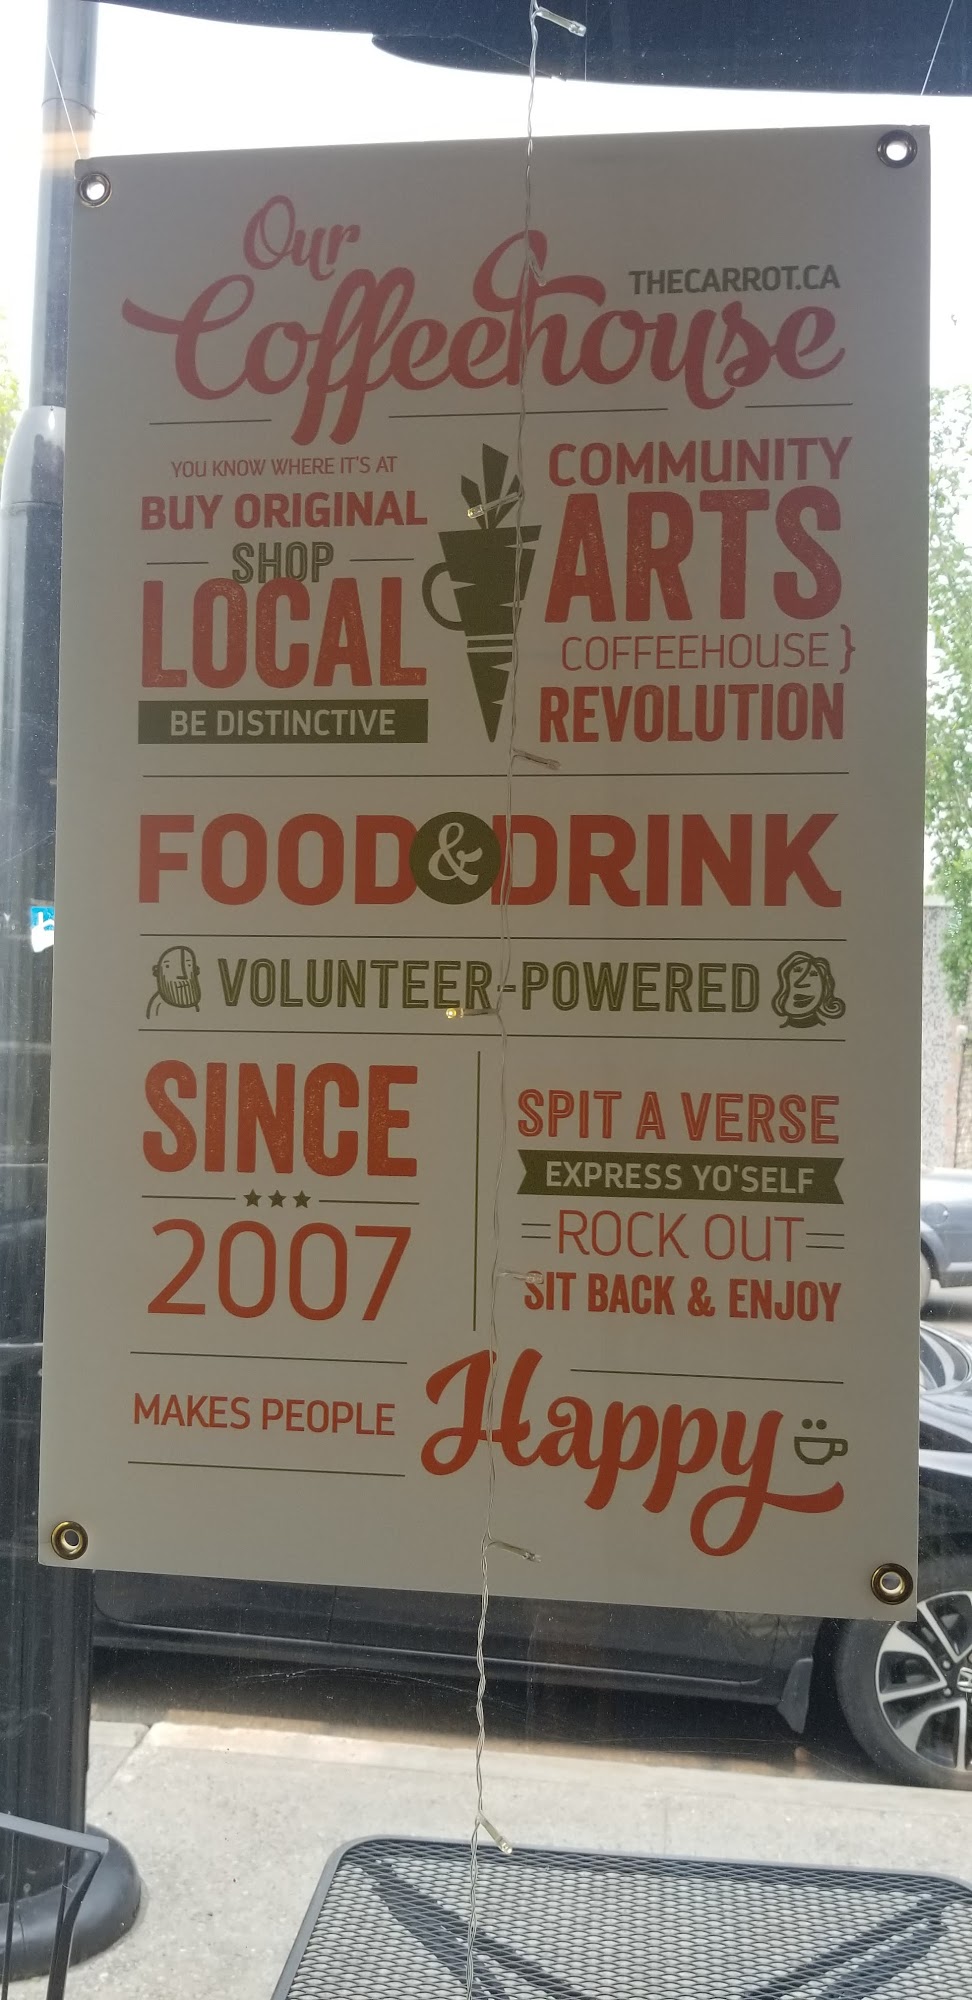 Our
Coffeehouse
THECARROT.CA
YOU KNOW WHERE IT'S AT
BUY ORIGINAL
SHOP
LOCAL
BE DISTINCTIVE
COMMUNITY
ARTS
COFFEEHOUSE }
REVOLUTION
FOOD & DRINK
VOLUNTEER-POWERED
SINCE
2007
SPIT A VERSE
EXPRESS YO'SELF
ROCK OUT
SIT BACK & ENJOY
MAKES PEOPLE
Happy